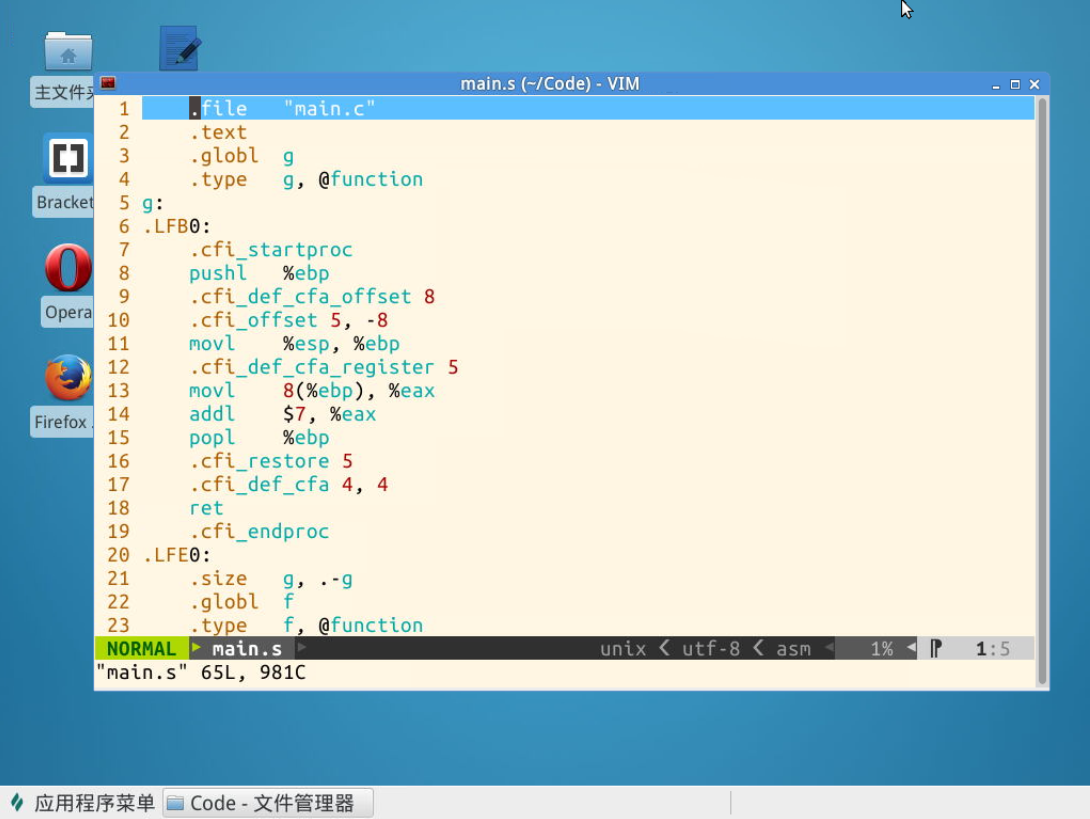 主文件夹
Bracket
Opera
Firefox .
main.s (~/Code) - VIM
1 .file "main.c"
2 .text
3 .globl g
4 .type g, @function
5 g:
6 .LFB0:
7 .cfi_startproc
8 pushl %ebp
9 .cfi_def_cfa_offset 8
10 .cfi_offset 5, -8
11 movl %esp, %ebp
12 .cfi_def_cfa_register 5
13 movl 8(%ebp), %eax
14 addl $7, %eax
15 popl %ebp
16 .cfi_restore 5
17 .cfi_def_cfa 4, 4
18 ret
19 .cfi_endproc
20 .LFE0:
21 .size g, .-g
22 .globl f
23 .type f, @function
NORMAL main.s unix utf-8 asm 1% 1:5
"main.s" 65L, 981C
应用程序菜单 Code - 文件管理器